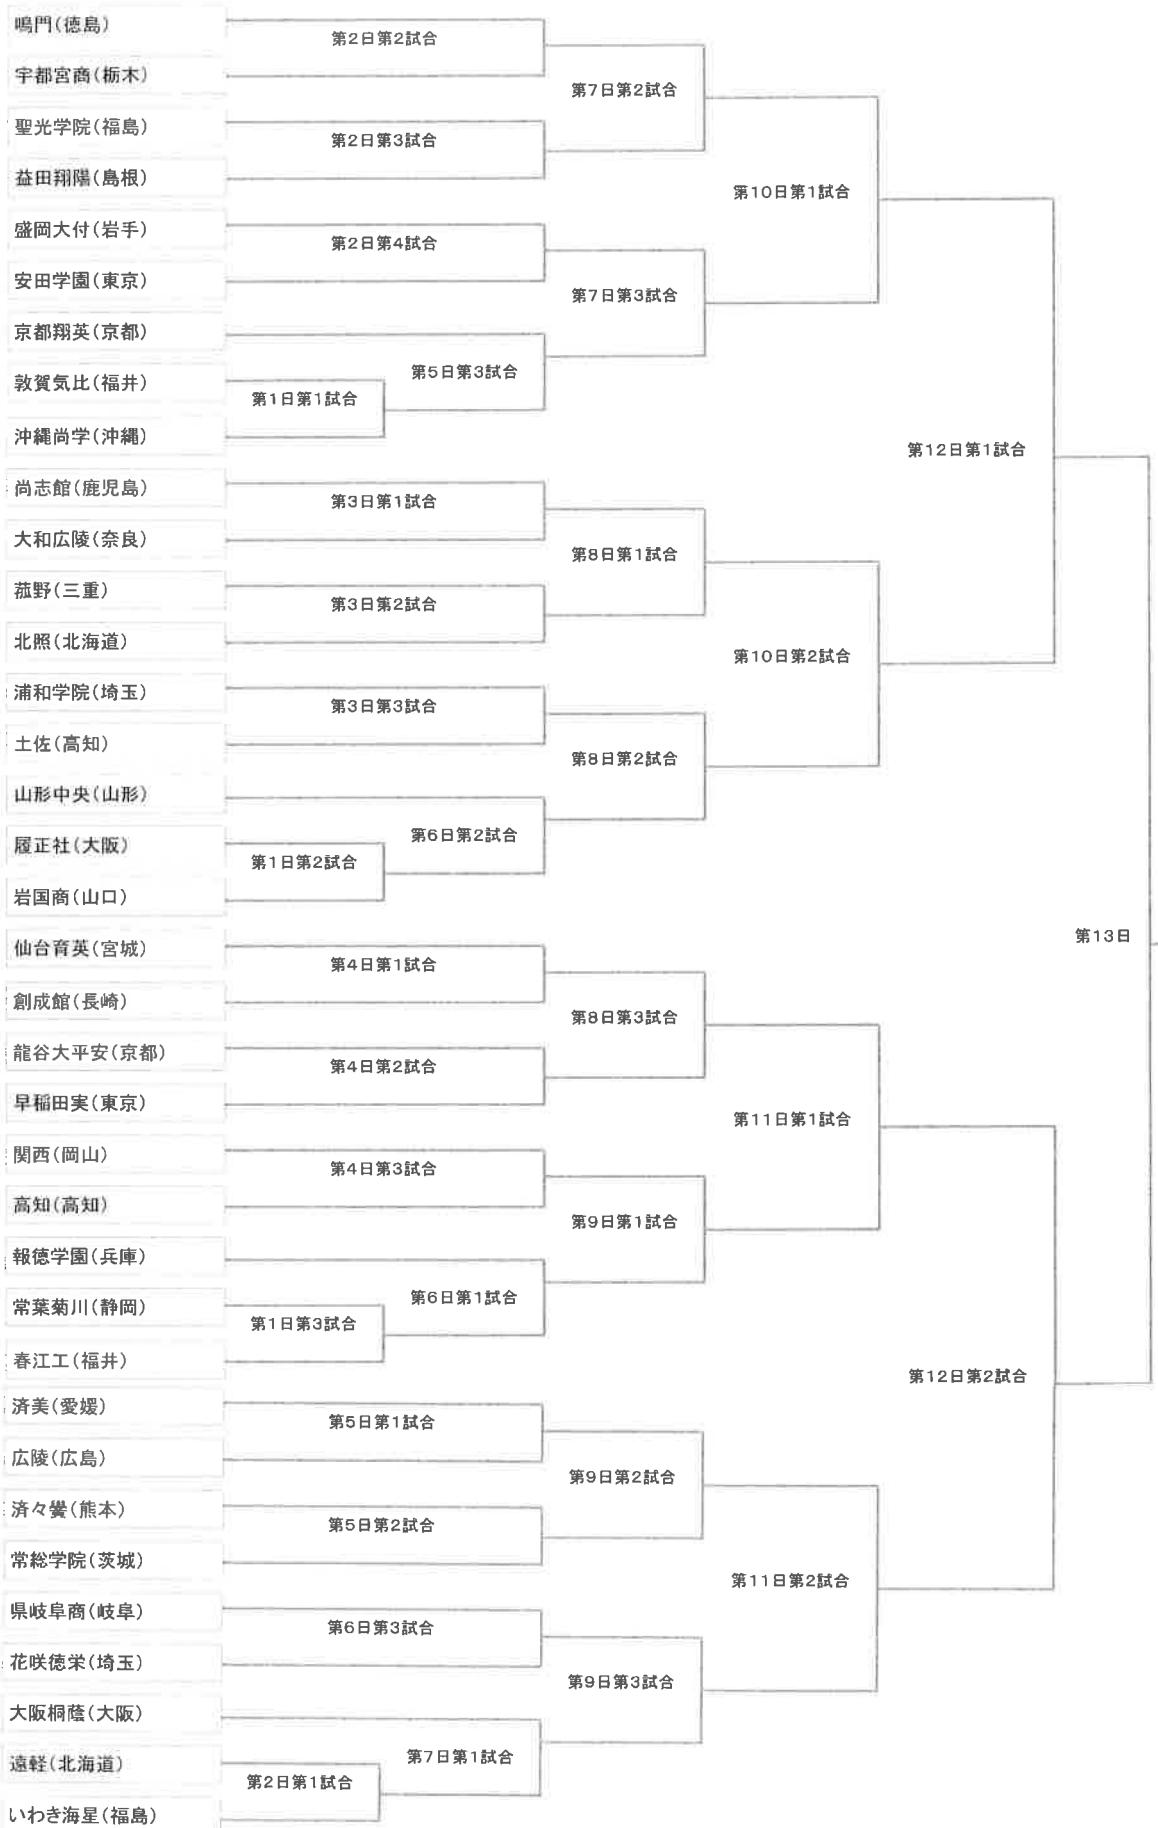 鳴門(徳島)
第2日第2試合
宇都宮商(栃木)
第7日第2試合
聖光学院(福島)
第2日第3試合
益田翔陽(島根)
第10日第1試合
盛岡大付(岩手)
第2日第4試合
安田学園(東京)
第7日第3試合
京都翔英(京都)
第5日第3試合
敦賀気比(福井)
第1日第1試合
沖縄尚学(沖縄)
第12日第1試合
尚志館(鹿児島)
第3日第1試合
大和広陵(奈良)
第8日第1試合
菰野(三重)
第3日第2試合
北照(北海道)
第10日第2試合
浦和学院(埼玉)
第3日第3試合
土佐(高知)
第8日第2試合
山形中央(山形)
第6日第2試合
履正社(大阪)
第1日第2試合
岩国商(山口)
第13日
仙台育英(宮城)
第4日第1試合
創成館(長崎)
第8日第3試合
龍谷大平安(京都)
第4日第2試合
早稲田実(東京)
第11日第1試合
関西(岡山)
第4日第3試合
高知(高知)
第9日第1試合
報徳学園(兵庫)
第6日第1試合
常葉菊川(静岡)
第1日第3試合
春江工(福井)
第12日第2試合
済美(愛媛)
第5日第1試合
広陵(広島)
第9日第2試合
済々黌(熊本)
第5日第2試合
常総学院(茨城)
第11日第2試合
県岐阜商(岐阜)
第6日第3試合
花咲徳栄(埼玉)
第9日第3試合
大阪桐蔭(大阪)
第7日第1試合
遠軽(北海道)
第2日第1試合
いわき海星(福島)